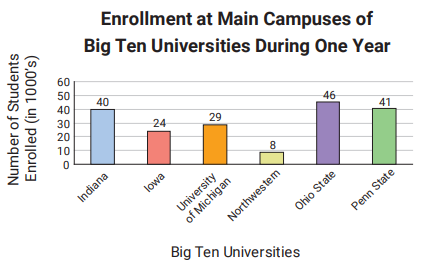 Enrollment at Main Campuses of
Big Ten Universities During One Year
Number of Students
Enrolled (in 1000's)
60
50
40
30
20
10
0
40
24
29
8
46
41
Indiana
Iowa
University
of Michigan
Northwestern
Ohio State
Penn State
Big Ten Universities